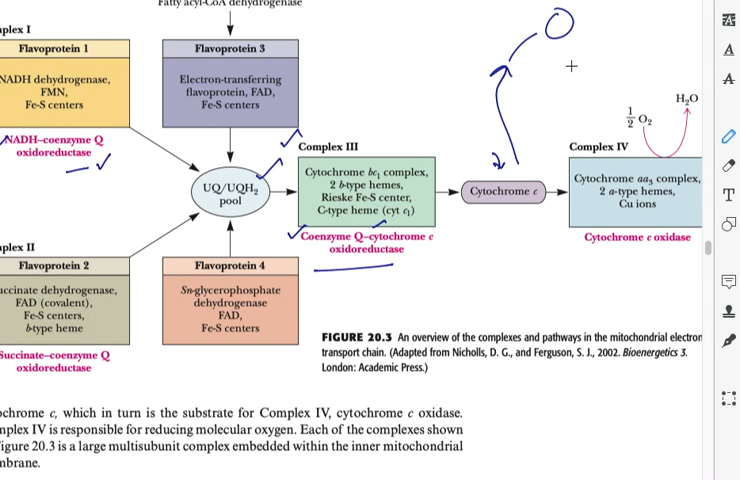 Fatty acyl-CoA dehydrogenase
mplex I
Flavoprotein 1
NADH dehydrogenase,
FMN,
Fe-S centers
NADH–coenzyme Q
oxidoreductase
Flavoprotein 3
Electron-transferring
flavoprotein, FAD,
Fe-S centers
UQ/UQH₂
pool
Complex III
Cytochrome bc₁ complex,
2 b-type hemes,
Rieske Fe-S center,
C-type heme (cyt c₁)
Coenzyme Q–cytochrome c
oxidoreductase
Cytochrome c
½ O₂
H₂O
Complex IV
Cytochrome aa₃ complex,
2 a-type hemes,
Cu ions
Cytochrome c oxidase
mplex II
Flavoprotein 2
uccinate dehydrogenase,
FAD (covalent),
Fe-S centers,
b-type heme
Succinate–coenzyme Q
oxidoreductase
Flavoprotein 4
Sn-glycerophosphate
dehydrogenase
FAD,
Fe-S centers
FIGURE 20.3 An overview of the complexes and pathways in the mitochondrial electron
transport chain. (Adapted from Nicholls, D. G., and Ferguson, S. J., 2002. Bioenergetics 3.
London: Academic Press.)
ochrome c, which in turn is the substrate for Complex IV, cytochrome c oxidase.
mplex IV is responsible for reducing molecular oxygen. Each of the complexes shown
igure 20.3 is a large multisubunit complex embedded within the inner mitochondrial
mbrane.